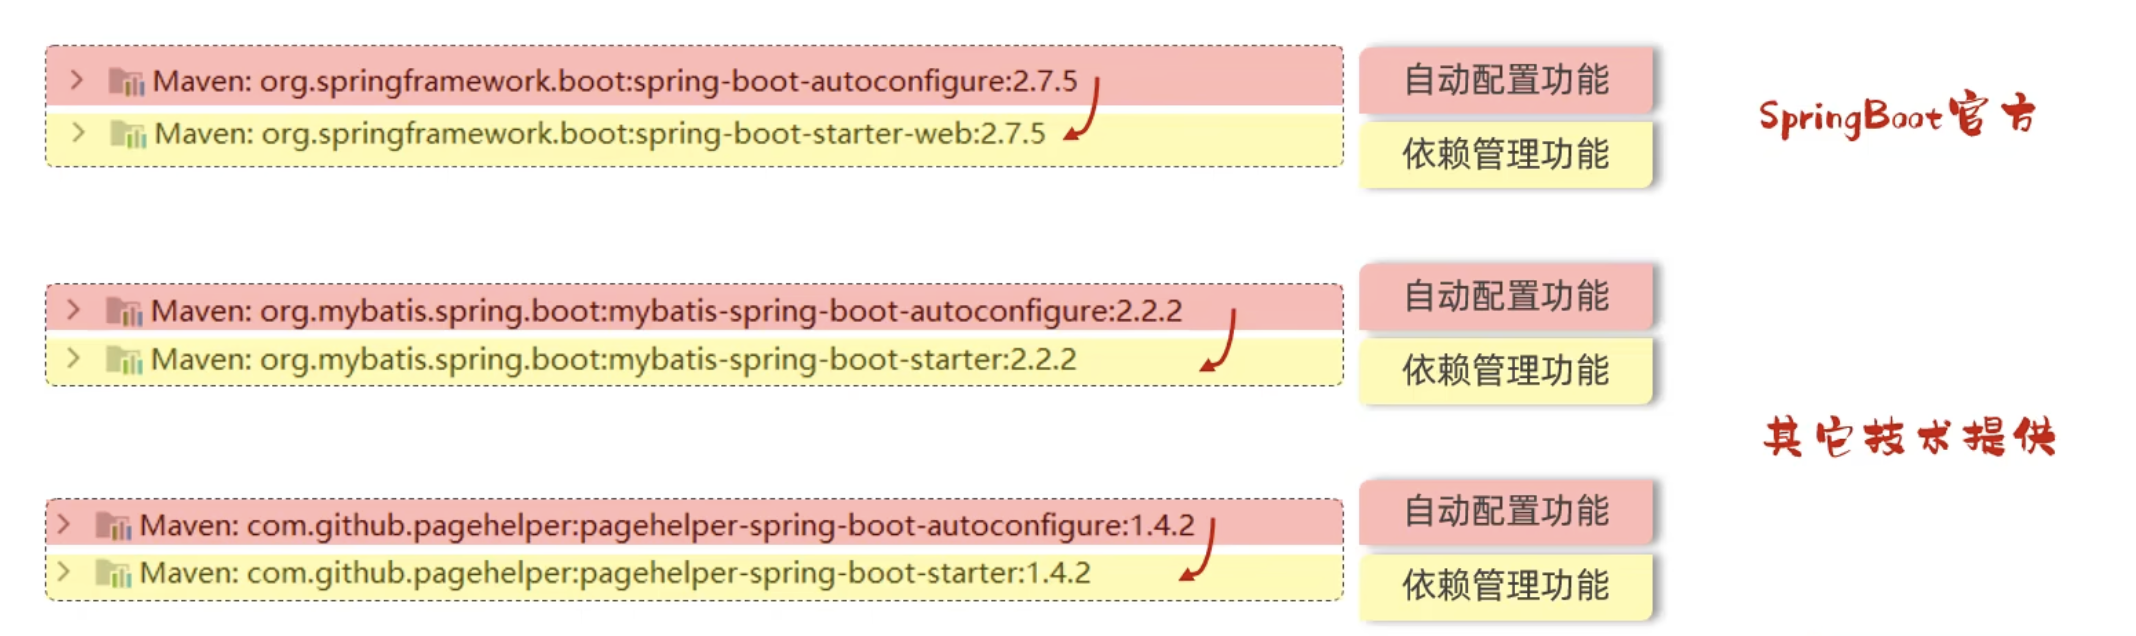 Maven: org.springframework.boot:spring-boot-autoconfigure:2.7.5
自动配置功能
Maven: org.springframework.boot:spring-boot-starter-web:2.7.5
依赖管理功能
SpringBoot官方
Maven: org.mybatis.spring.boot:mybatis-spring-boot-autoconfigure:2.2.2
自动配置功能
Maven: org.mybatis.spring.boot:mybatis-spring-boot-starter:2.2.2
依赖管理功能
其它技术提供
Maven: com.github.pagehelper:pagehelper-spring-boot-autoconfigure:1.4.2
自动配置功能
Maven: com.github.pagehelper:pagehelper-spring-boot-starter:1.4.2
依赖管理功能